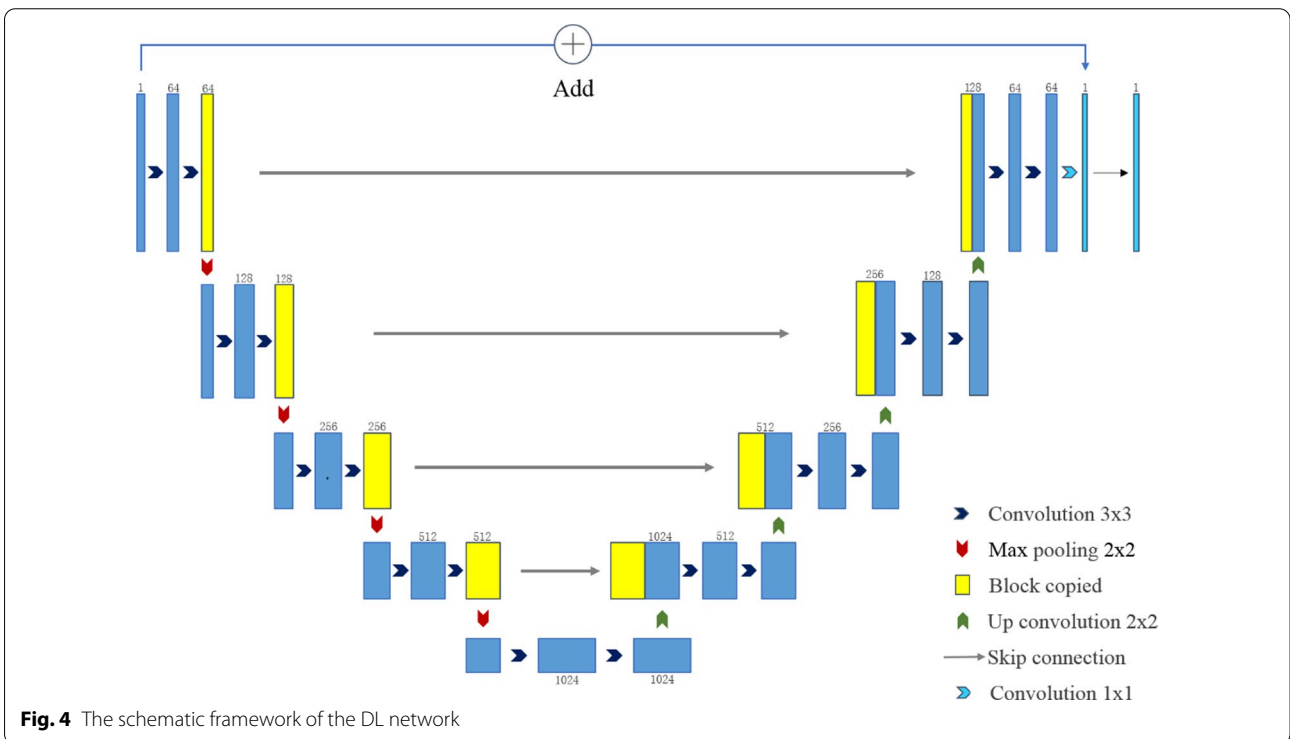 Add
1 64 64
128 64 64 1 1
128 128
256 128
256 256
512 256
512 512
1024 512
1024 1024
Convolution 3x3
Max pooling 2x2
Block copied
Up convolution 2x2
Skip connection
Convolution 1x1
Fig. 4 The schematic framework of the DL network